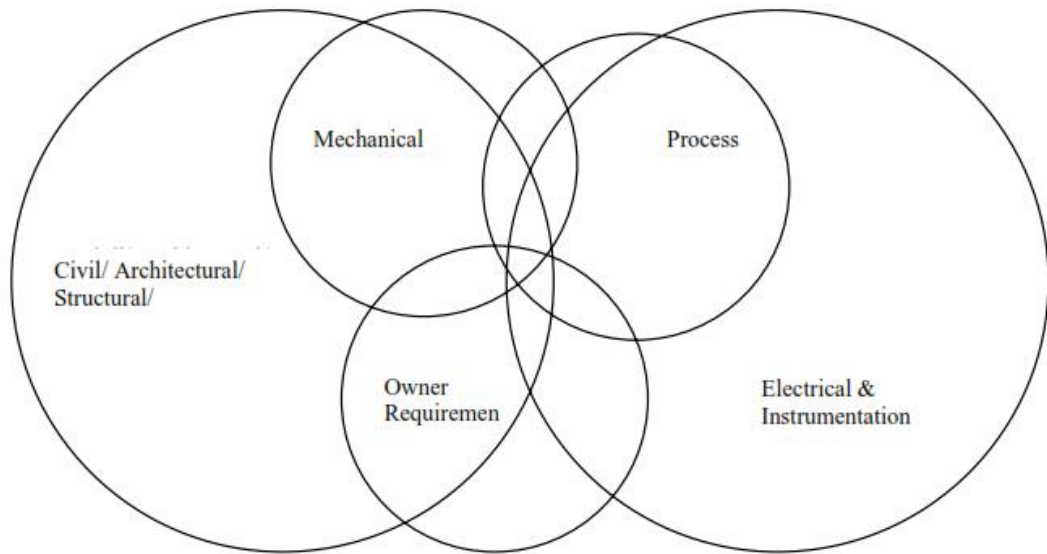 Mechanical
Process
Civil/ Architectural/
Structural/
Owner
Requiremen
Electrical &
Instrumentation